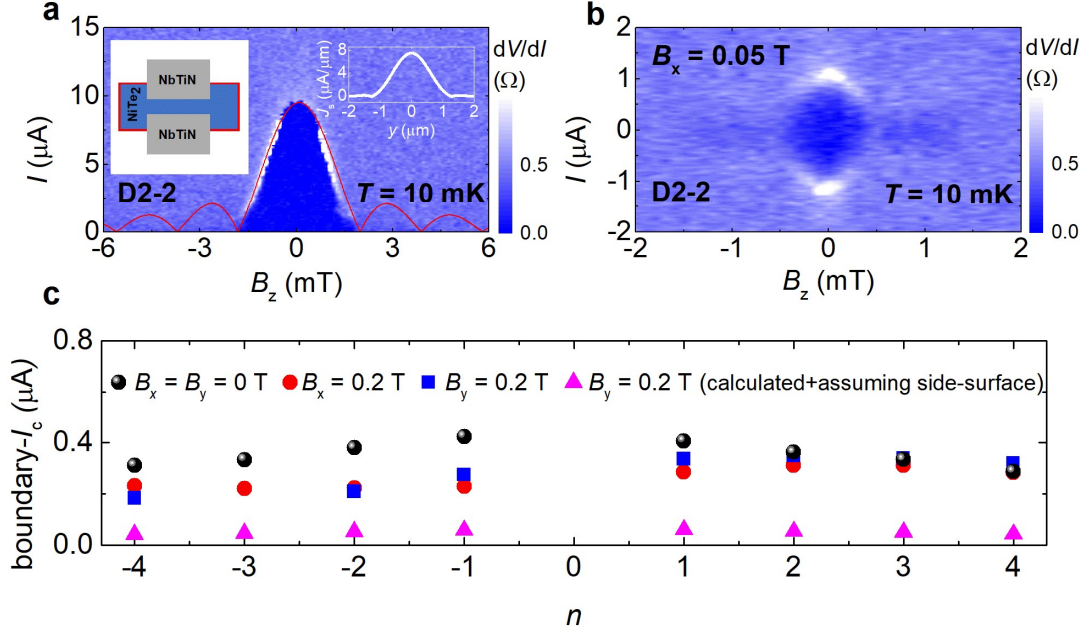 a
15
10
5
0
I (μA)
-6
-3
0
3
6
B_z (mT)
NbTiN
NiTe₂
NbTiN
8
4
0
J_s (μA/μm)
-2
-1
0
1
2
y (μm)
D2-2
T = 10 mK
dV/dI
(Ω)
0.5
0.0
b
2
1
0
-1
-2
I (μA)
B_x = 0.05 T
D2-2
T = 10 mK
-2
-1
0
1
2
B_z (mT)
dV/dI
(Ω)
0.5
0.0
c
0.8
0.4
0.0
boundary-I_c (μA)
B_x = B_y = 0 T B_x = 0.2 T B_y = 0.2 T B_y = 0.2 T (calculated+assuming side-surface)
-4 -3 -2 -1 0 1 2 3 4
n